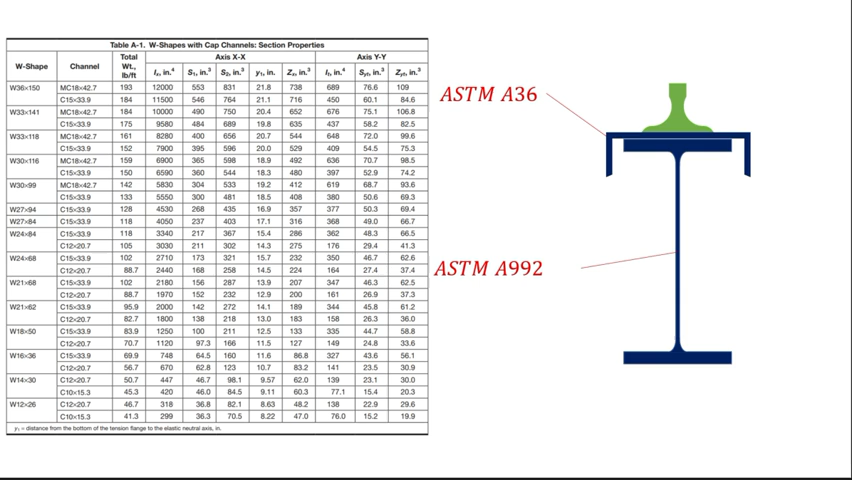 Table A-1. W-Shapes with Cap Channels: Section Properties
W-Shape Channel Total Wt., lb/ft Axis X-X Axis Y-Y
Ix, in.4 S1, in.3 S2, in.3 y1, in. Zx, in.3 It, in.4 Syt, in.3 Zyt, in.3
W36×150 MC18×42.7 193 12000 553 831 21.8 738 689 76.6 109
C15×33.9 184 11500 546 764 21.1 716 450 60.1 84.6
W33×141 MC18×42.7 184 10000 490 750 20.4 652 676 75.1 106.8
C15×33.9 175 9580 484 689 19.8 635 437 58.2 82.5
W33×118 MC18×42.7 161 8280 400 656 20.7 544 648 72.0 99.6
C15×33.9 152 7900 395 596 20.0 529 409 54.5 75.3
W30×116 MC18×42.7 159 6900 365 598 18.9 492 636 70.7 98.5
C15×33.9 150 6590 360 544 18.3 480 397 52.9 74.2
W30×99 MC18×42.7 142 5830 304 533 19.2 412 619 68.7 93.6
C15×33.9 133 5550 300 481 18.5 408 380 50.6 69.3
W27×94 C15×33.9 128 4530 268 435 16.9 357 377 50.3 69.4
W27×84 C15×33.9 118 4050 237 403 17.1 316 368 49.0 66.7
W24×84 C15×33.9 118 3340 217 367 15.4 286 362 48.3 66.5
C12×20.7 105 3030 211 302 14.3 275 176 29.4 41.3
W24×68 C15×33.9 102 2710 173 321 15.7 232 350 46.7 62.6
C12×20.7 88.7 2440 168 258 14.5 224 164 27.4 37.4
W21×68 C15×33.9 102 2180 156 287 13.9 207 347 46.3 62.5
C12×20.7 88.7 1970 152 232 12.9 200 161 26.9 37.3
W21×62 C15×33.9 95.9 2000 142 272 14.1 189 344 45.8 61.2
C12×20.7 82.7 1800 138 218 13.0 183 158 26.3 36.0
W18×50 C15×33.9 83.9 1250 100 211 12.5 133 335 44.7 58.8
C12×20.7 70.7 1120 97.3 166 11.5 127 149 24.8 33.6
W16×36 C15×33.9 69.9 748 64.5 160 11.6 86.8 327 43.6 56.1
C12×20.7 56.7 670 62.8 123 10.7 83.2 141 23.5 30.9
W14×30 C12×20.7 50.7 447 46.7 98.1 9.57 62.0 139 23.1 30.0
C10×15.3 45.3 420 46.0 84.5 9.11 60.3 77.1 15.4 20.3
W12×26 C12×20.7 46.7 318 36.8 82.1 8.63 48.2 138 22.9 29.6
C10×15.3 41.3 299 36.3 70.5 8.22 47.0 76.0 15.2 19.9
y1 = distance from the bottom of the tension flange to the elastic neutral axis, in.
ASTM A36
ASTM A992